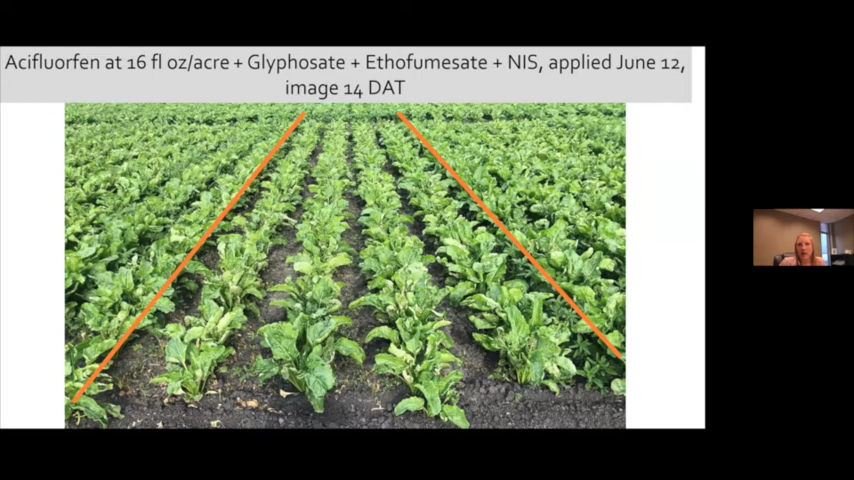 Acifluorfen at 16 fl oz/acre + Glyphosate + Ethofumesate + NIS, applied June 12,
image 14 DAT